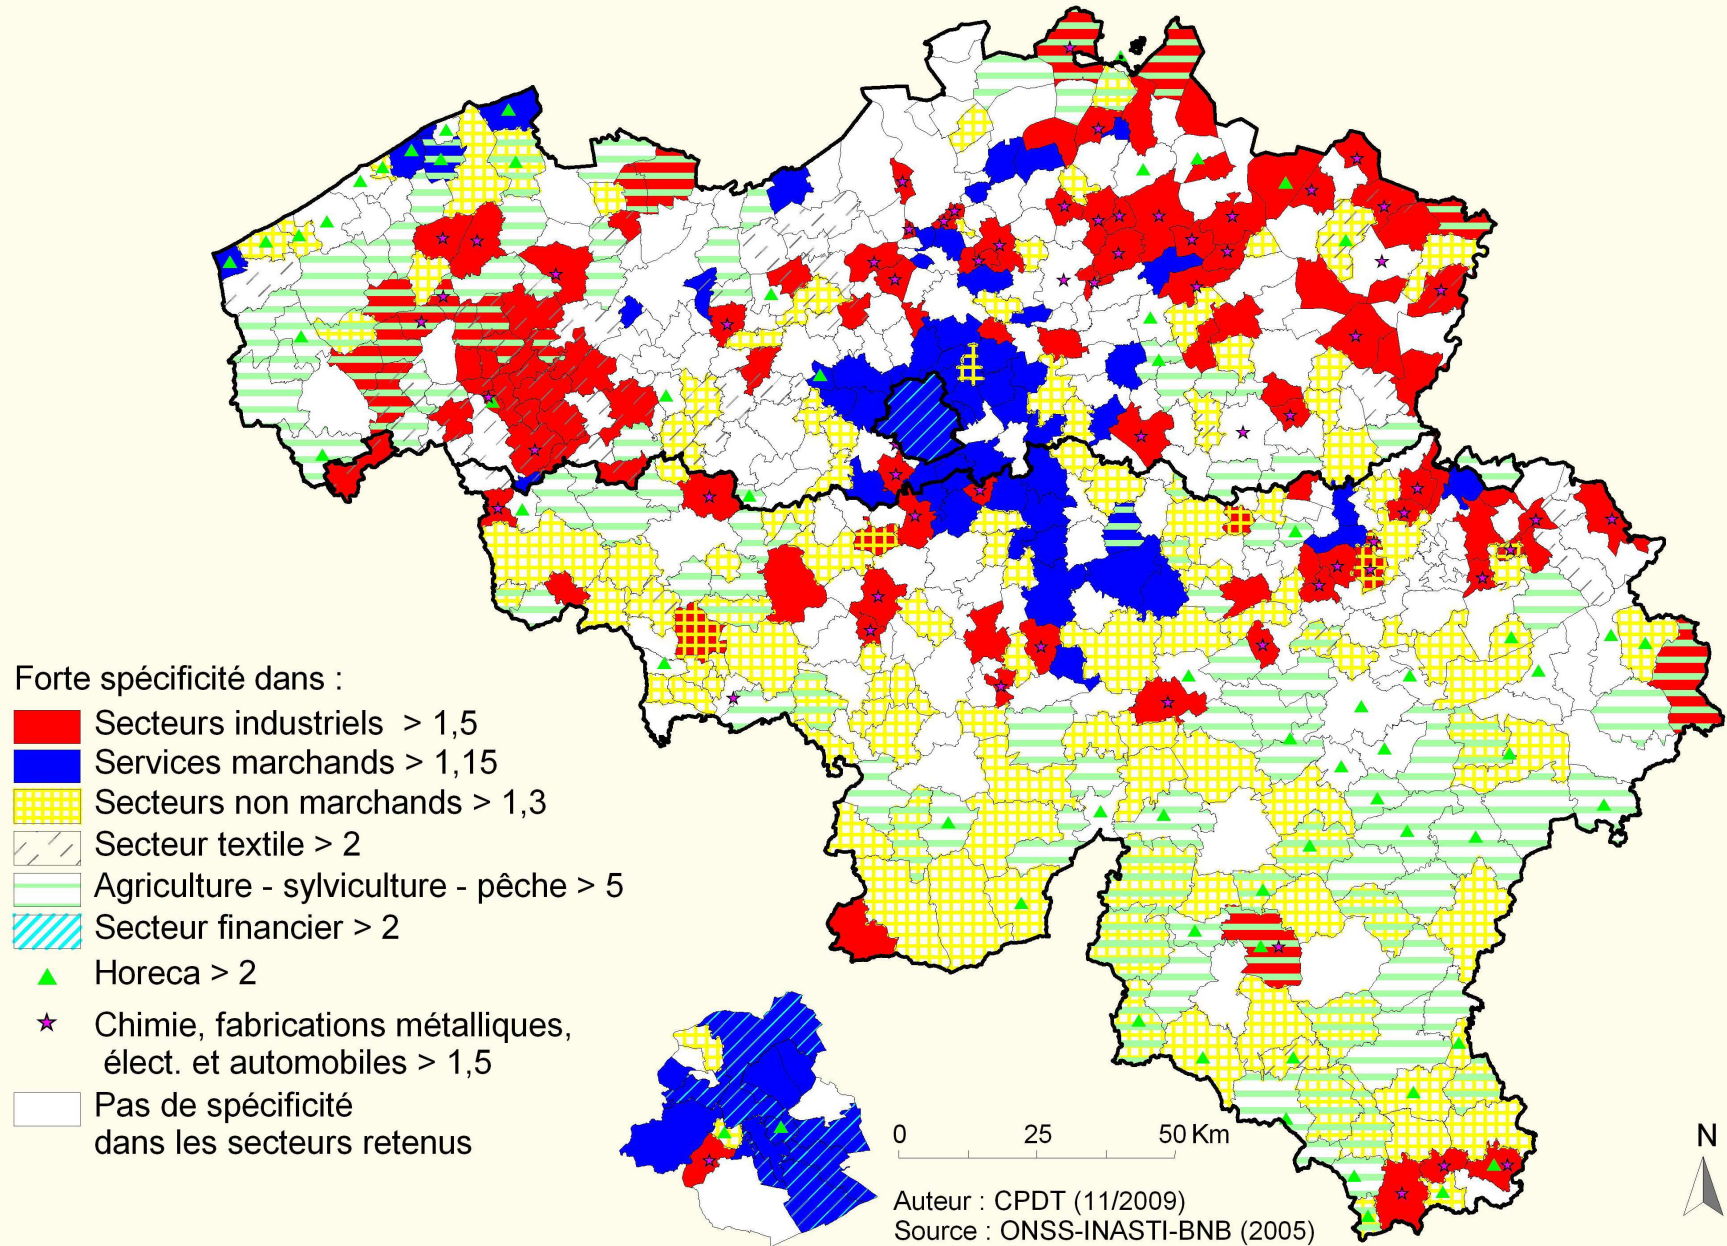 Forte spécificité dans :
Secteurs industriels > 1,5
Services marchands > 1,15
Secteurs non marchands > 1,3
Secteur textile > 2
Agriculture - sylviculture - pêche > 5
Secteur financier > 2
Horeca > 2
Chimie, fabrications métalliques,
élect. et automobiles > 1,5
Pas de spécificité
dans les secteurs retenus
0 25 50 Km
N
Auteur : CPDT (11/2009)
Source : ONSS-INASTI-BNB (2005)